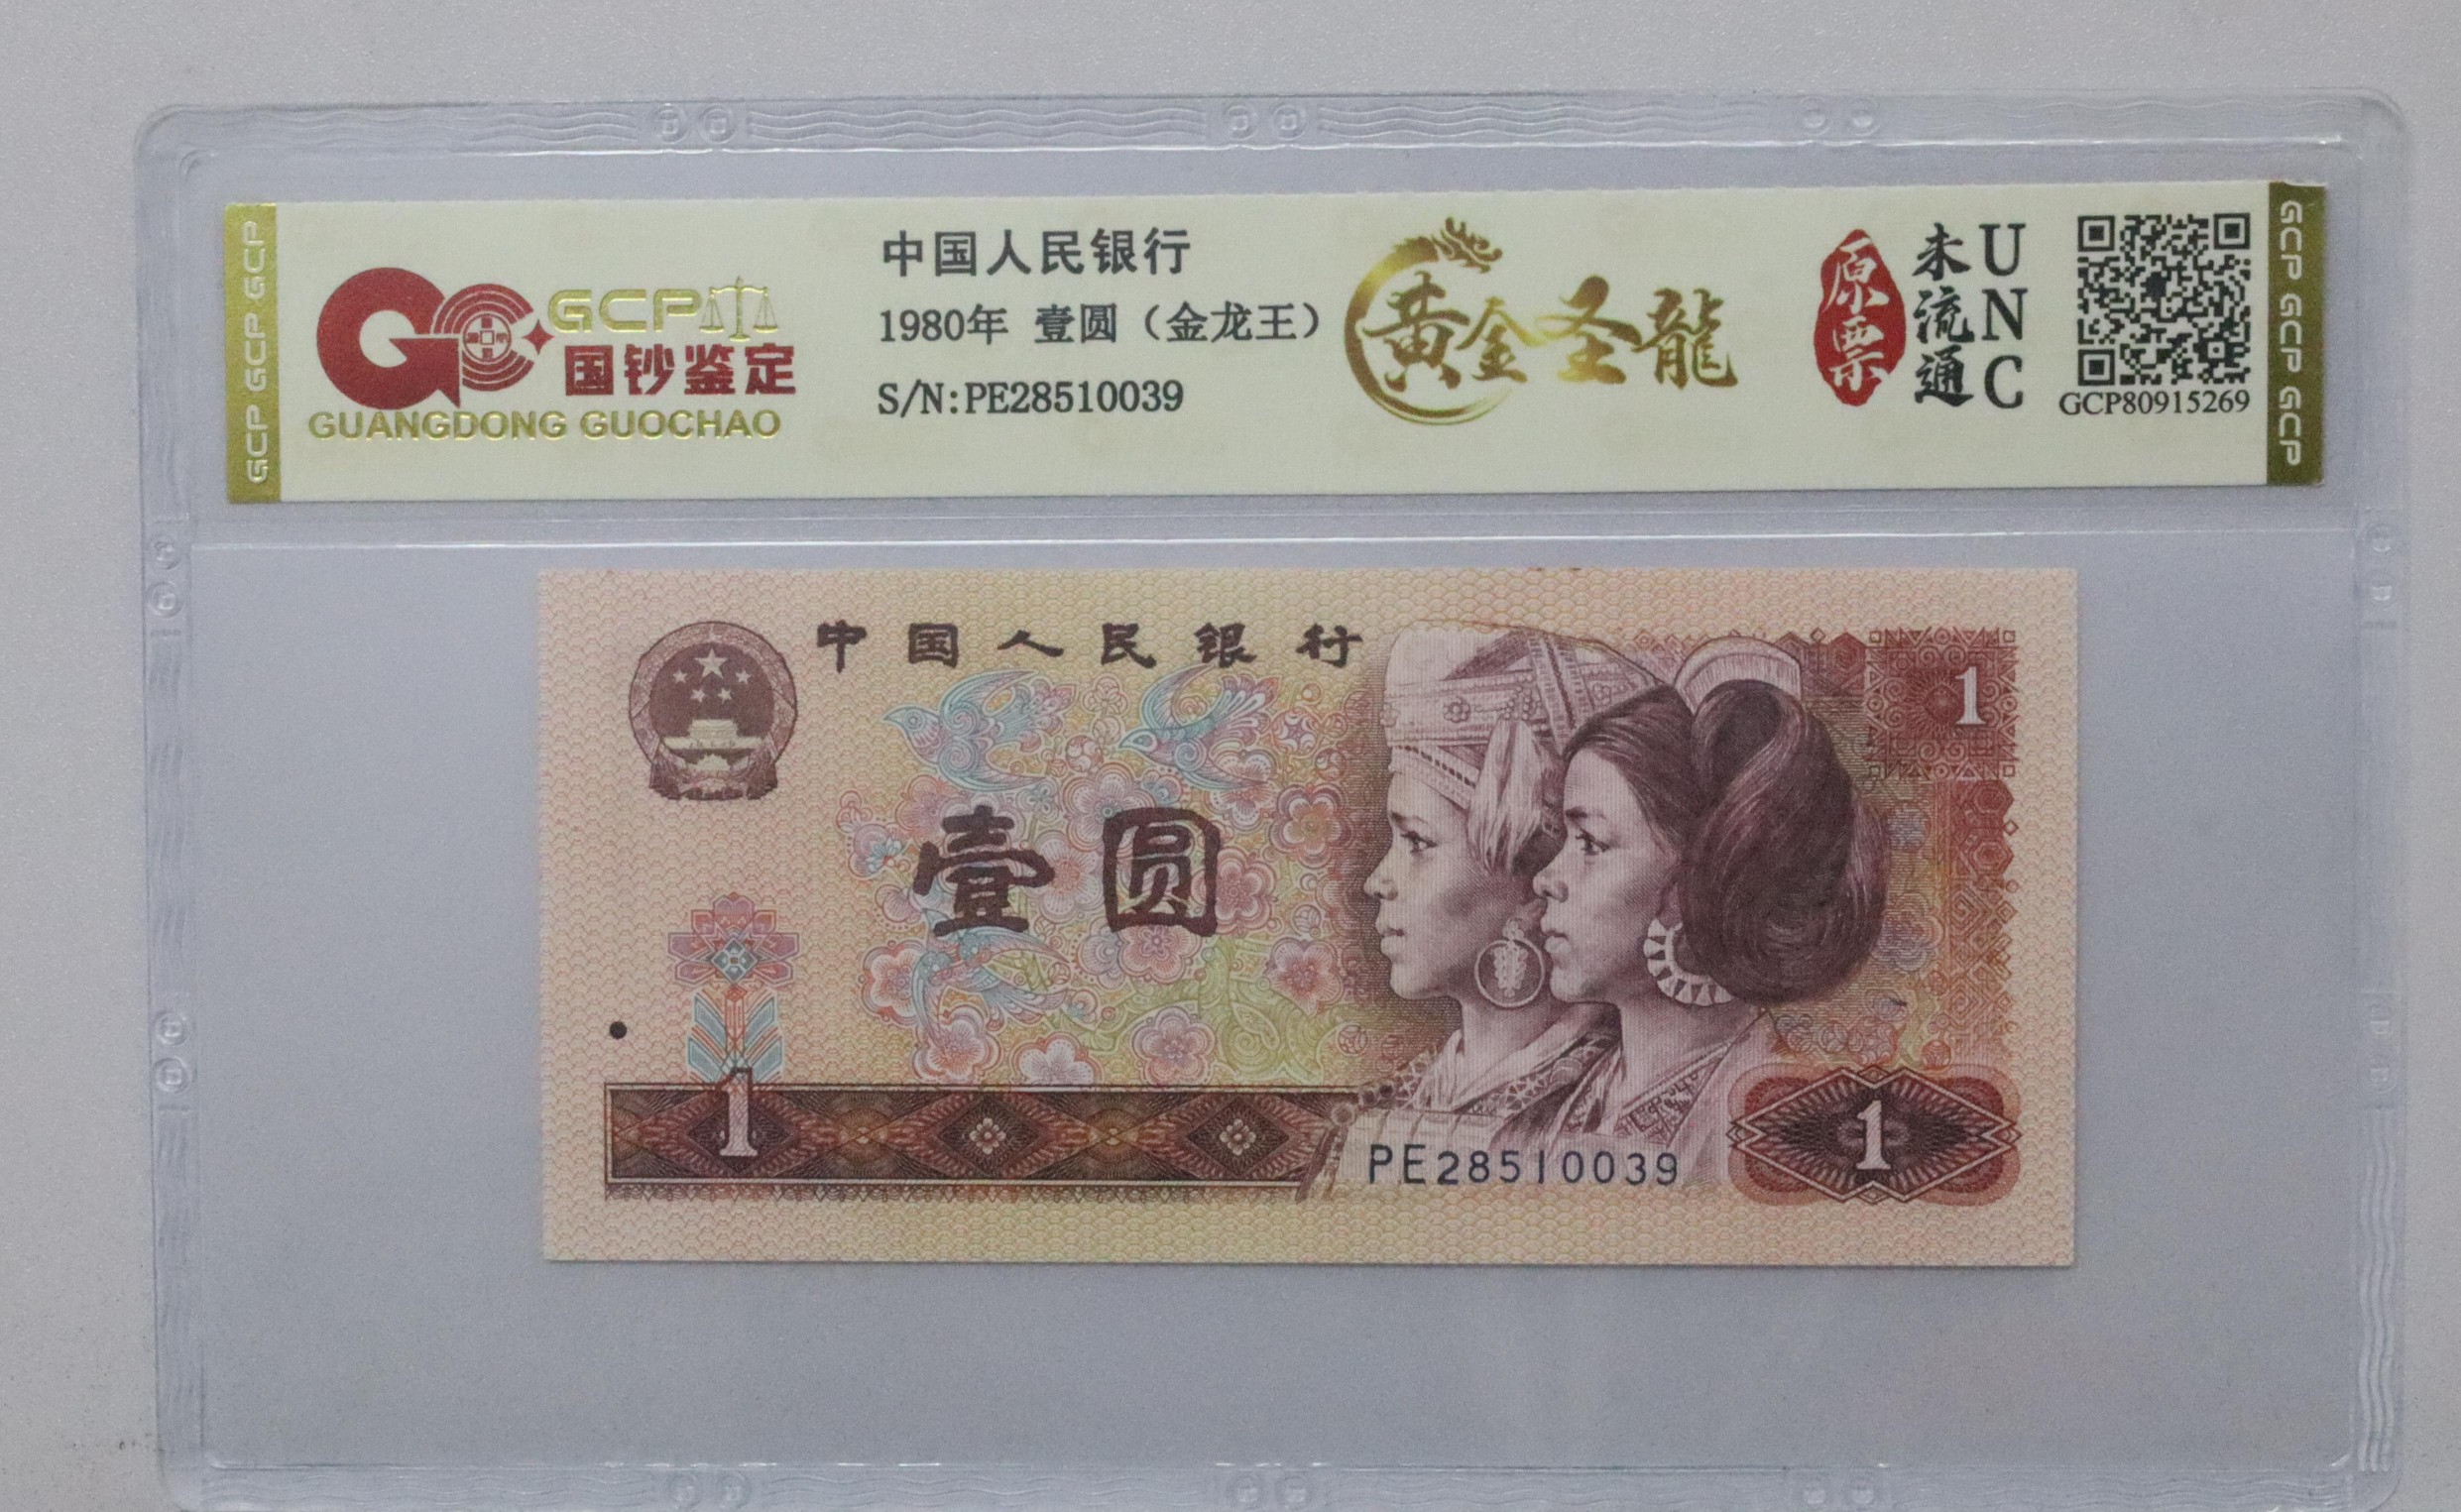 GCP GCP GCP
GCP
国钞鉴定
GUANGDONG GUOCHAO
中国人民银行
1980年 壹圆（金龙王）
S/N:PE28510039
黄金圣龍
原票
未流通
UNC
GCP80915269
GCP GCP GCP
中国人民银行
1
壹圆
1
PE28510039
1